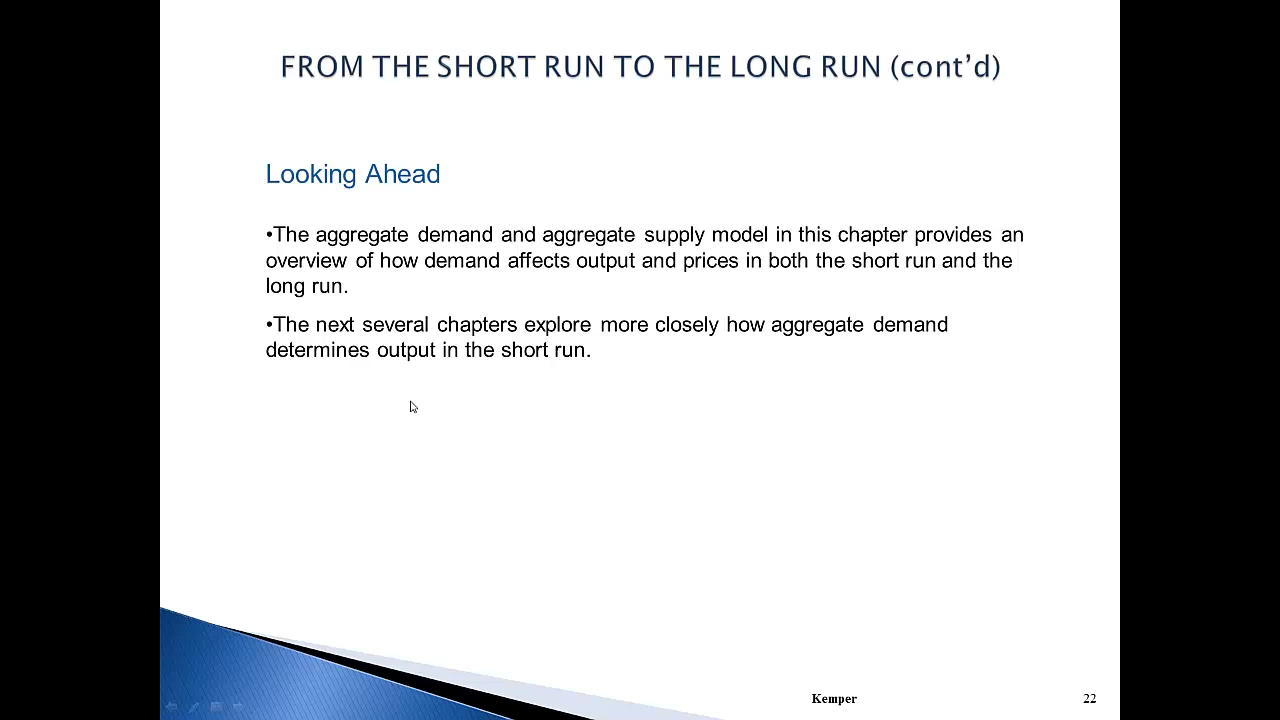 FROM THE SHORT RUN TO THE LONG RUN (cont’d)
Looking Ahead
•The aggregate demand and aggregate supply model in this chapter provides an
overview of how demand affects output and prices in both the short run and the
long run.
•The next several chapters explore more closely how aggregate demand
determines output in the short run.
Kemper
22